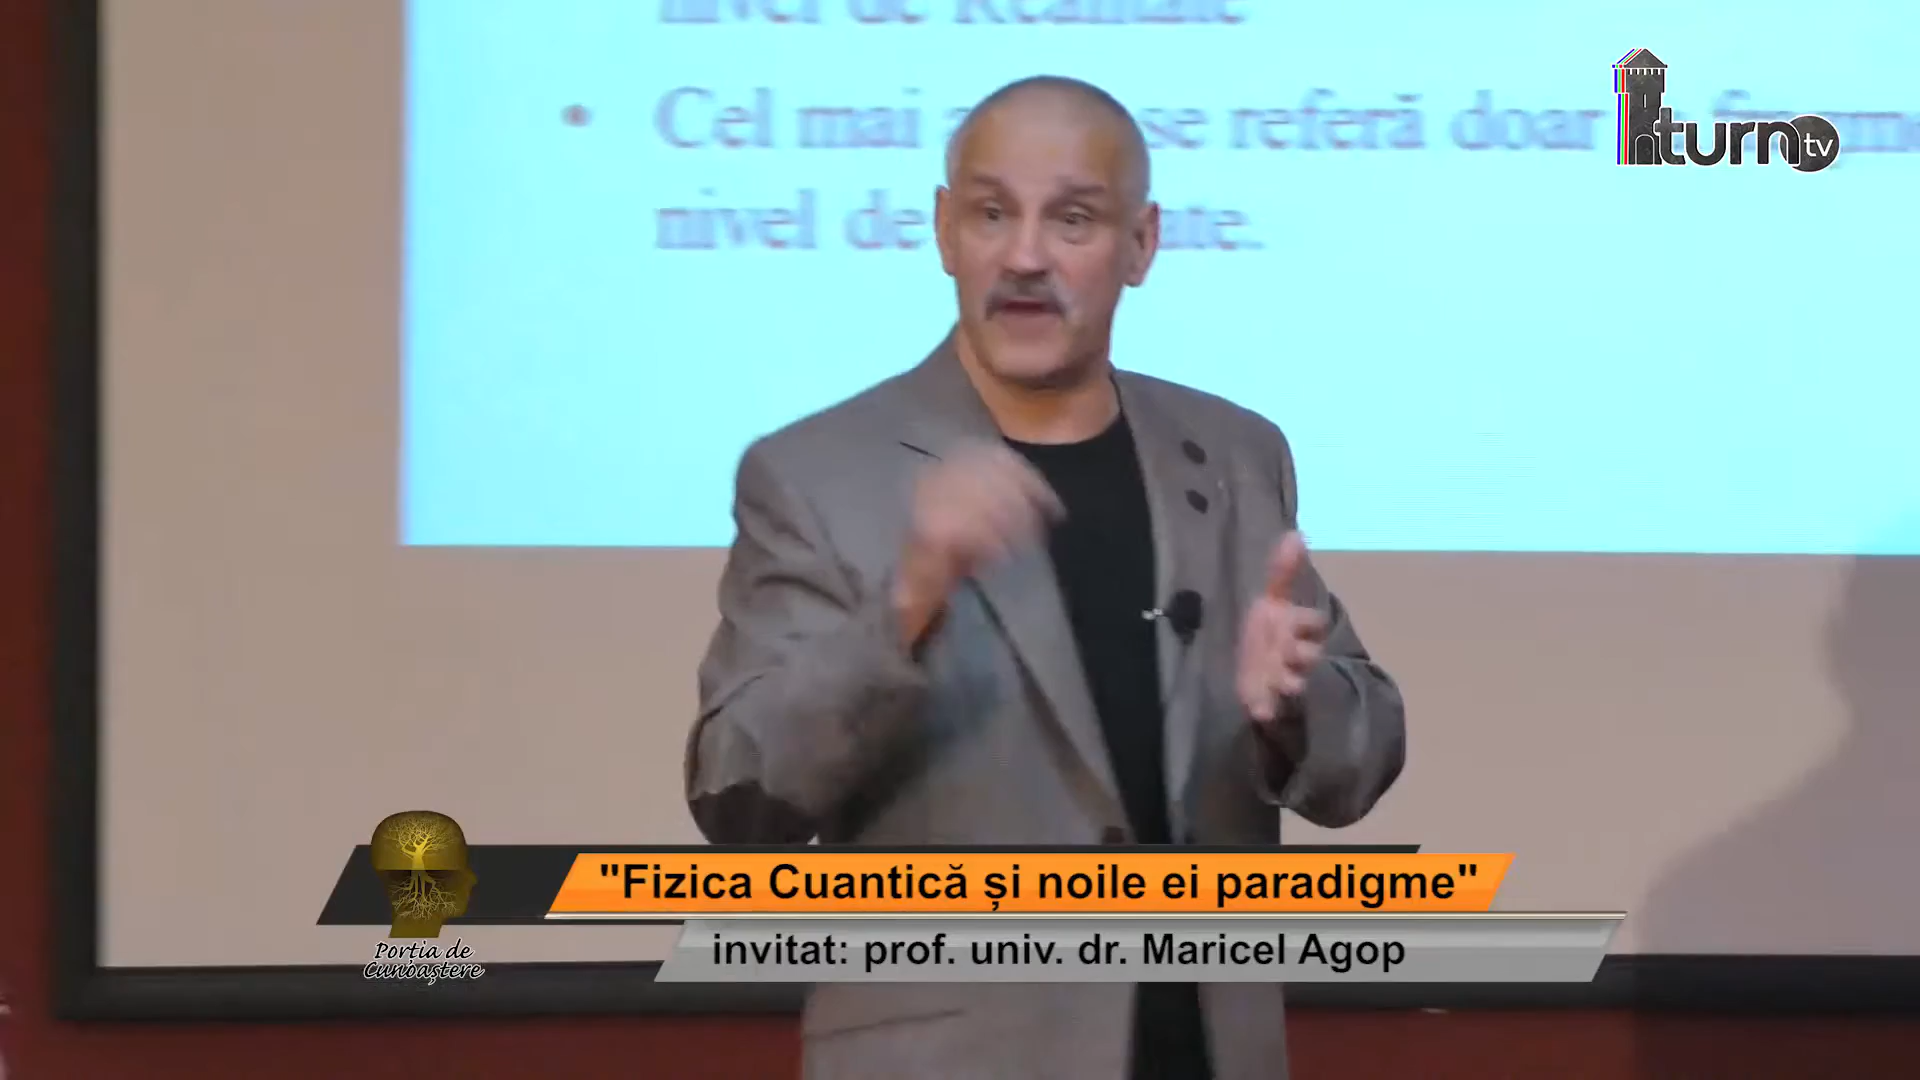 nivel de Realitate
• Cel mai se referă doar
nivel de
turn tv
"Fizica Cuantică și noile ei paradigme"
invitat: prof. univ. dr. Maricel Agop
Porția de
Cunoaștere